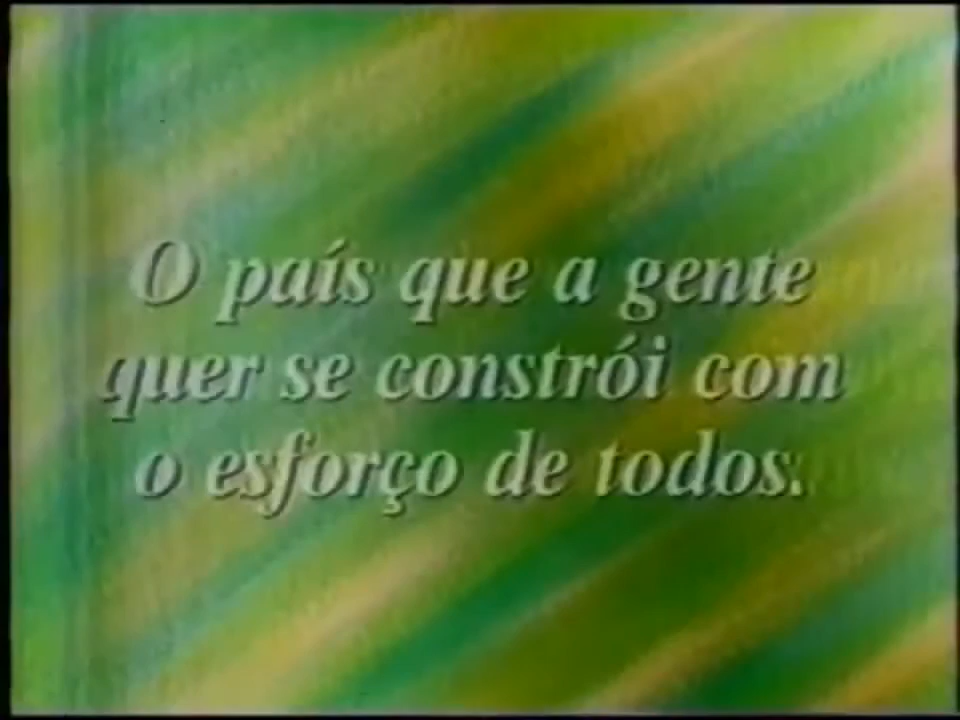 O país que a gente
quer se constrói com
o esforço de todos.